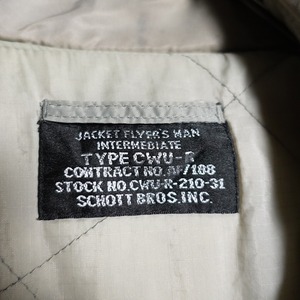 JACKET FLYER'S MAN
INTERMEDIATE
TYPE CWU-R
CONTRACT NO. AF/188
STOCK NO. CWU-R-210-31
SCHOTT BROS. INC.